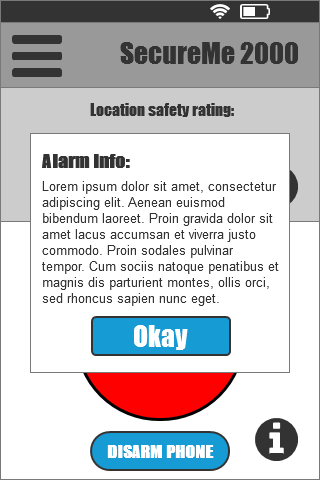 SecureMe 2000
Location safety rating:
Alarm Info:
Lorem ipsum dolor sit amet, consectetur
adipiscing elit. Aenean euismod
bibendum laoreet. Proin gravida dolor sit
amet lacus accumsan et viverra justo
commodo. Proin sodales pulvinar
tempor. Cum sociis natoque penatibus et
magnis dis parturient montes, ollis orci,
sed rhoncus sapien nunc eget.
Okay
DISARM PHONE